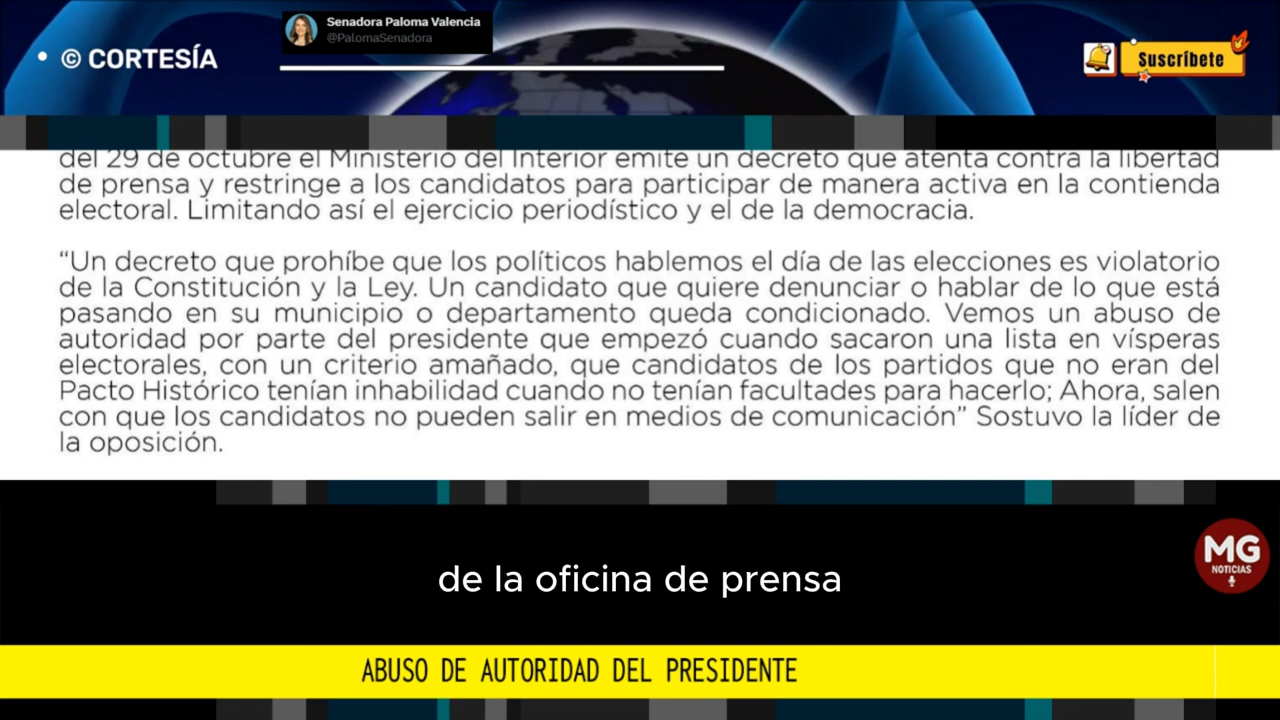 Senadora Paloma Valencia
@PalomaSenadora
© CORTESÍA
Suscríbete
del 29 de octubre el Ministerio del Interior emite un decreto que atenta contra la libertad
de prensa y restringe a los candidatos para participar de manera activa en la contienda
electoral. Limitando así el ejercicio periodístico y el de la democracia.
“Un decreto que prohíbe que los políticos hablemos el día de las elecciones es violatorio
de la Constitución y la Ley. Un candidato que quiere denunciar o hablar de lo que está
pasando en su municipio o departamento queda condicionado. Vemos un abuso de
autoridad por parte del presidente que empezó cuando sacaron una lista en vísperas
electorales, con un criterio amañado, que candidatos de los partidos que no eran del
Pacto Histórico tenían inhabilidad cuando no tenían facultades para hacerlo; Ahora, salen
con que los candidatos no pueden salir en medios de comunicación” Sostuvo la líder de
la oposición.
MG
NOTICIAS
de la oficina de prensa
ABUSO DE AUTORIDAD DEL PRESIDENTE